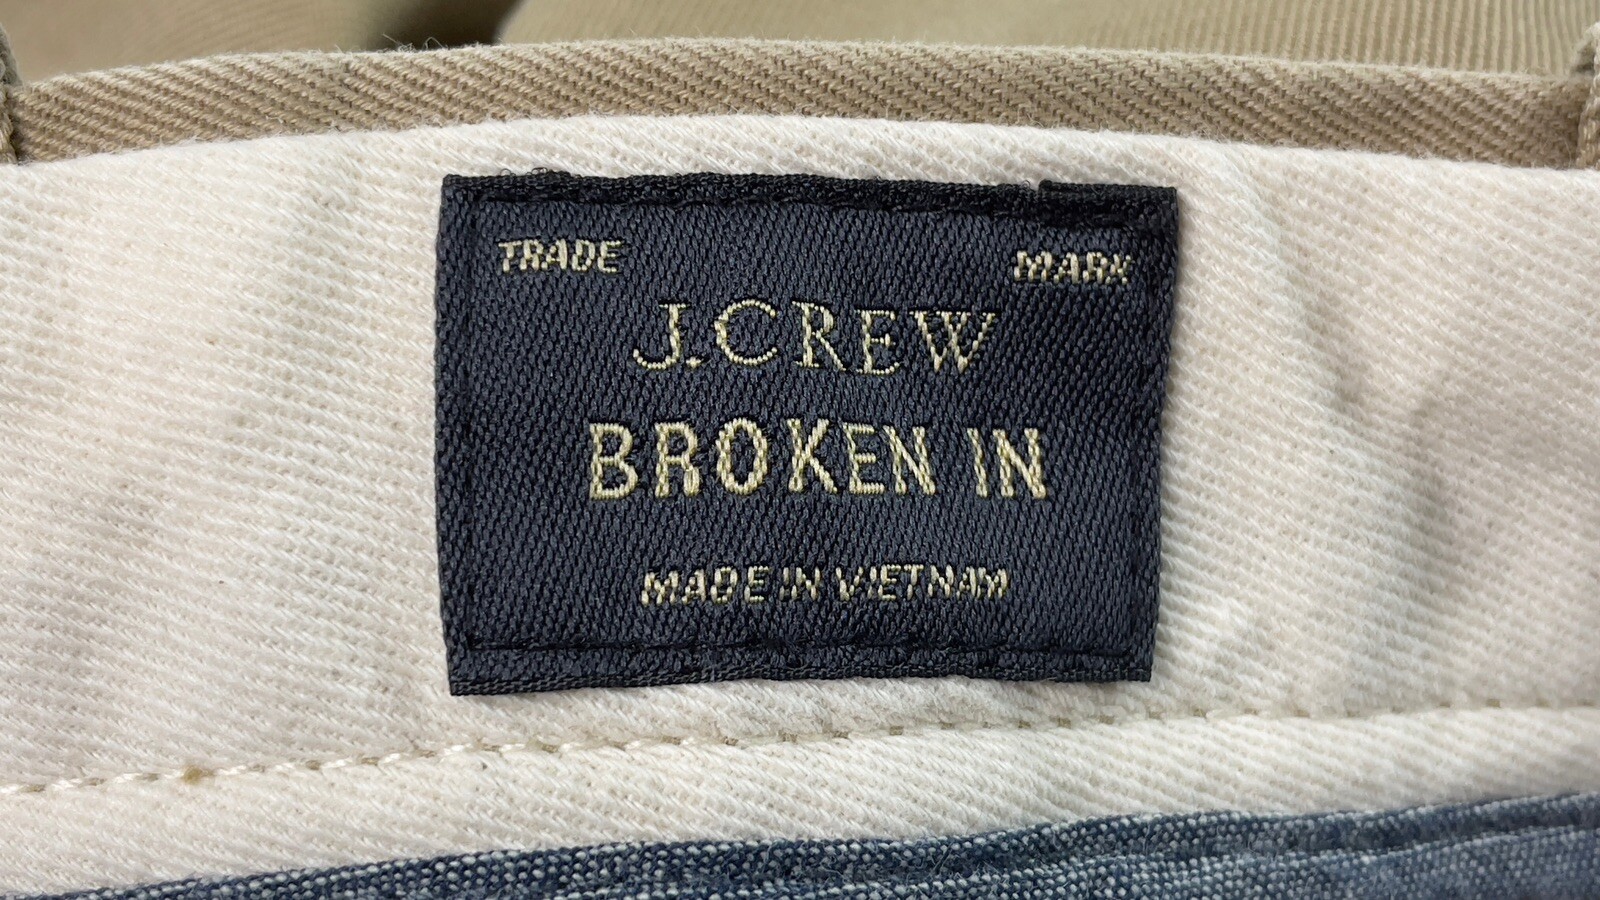 TRADE MARK
J.CREW
BROKEN IN
MADE IN VIETNAM